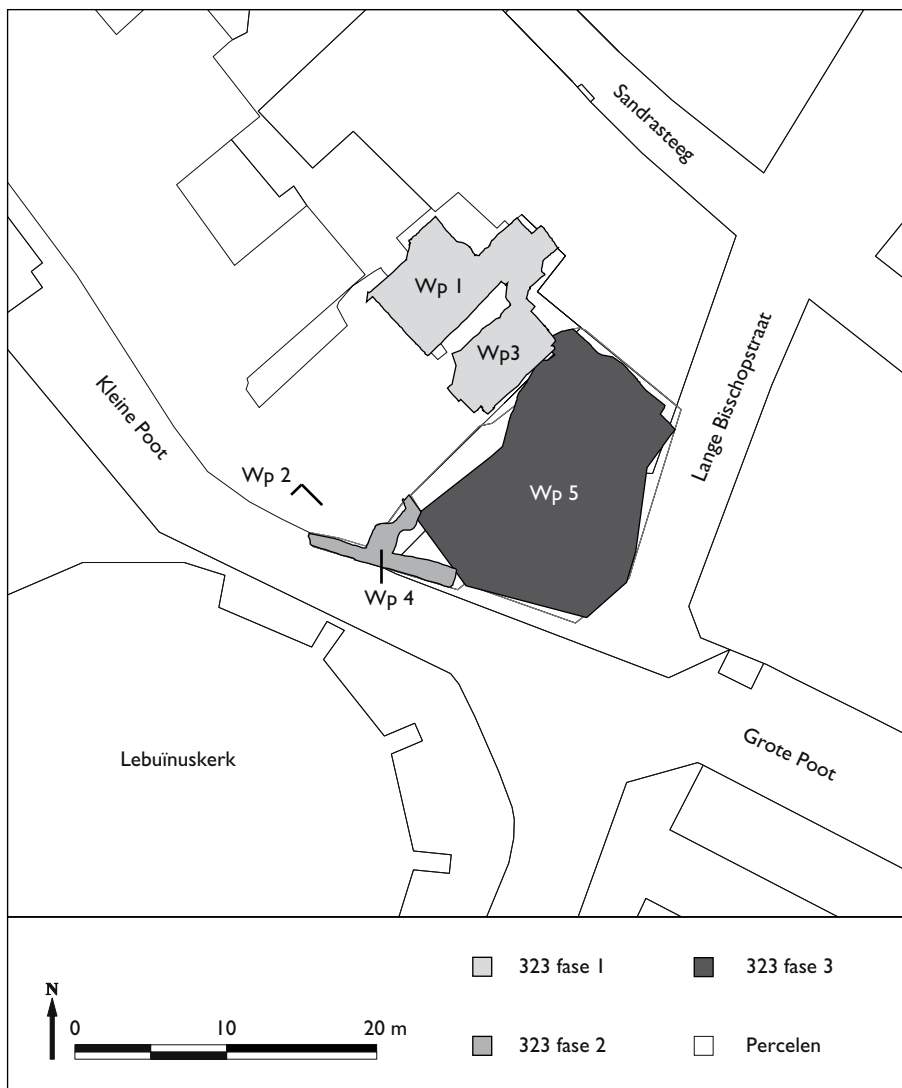 Sandrasteeg
Wp 1
Wp3
Lange Bisschopstraat
Kleine Poot
Wp 2
Wp 5
Wp 4
Lebuïnuskerk
Grote Poot
323 fase 1
323 fase 3
N
0 10 20 m
323 fase 2
Percelen